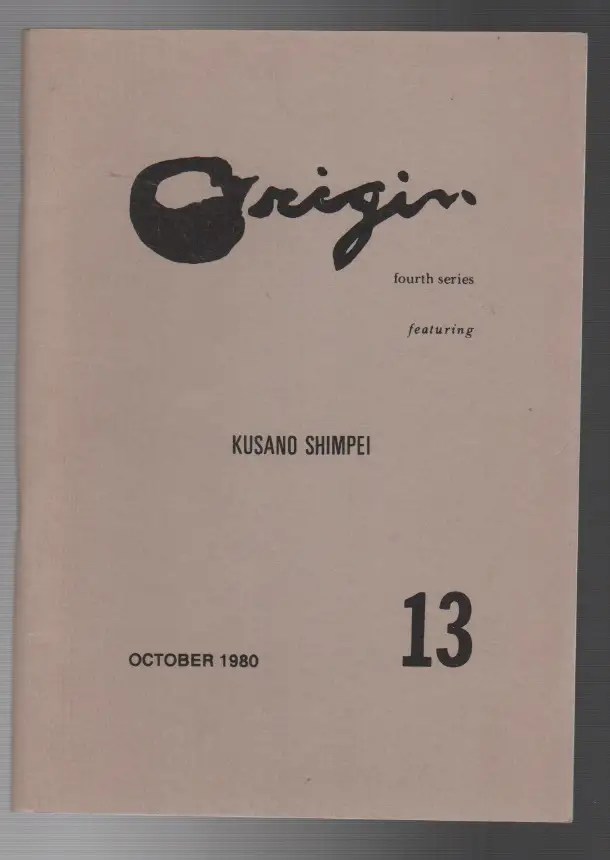 Origin
fourth series
featuring
KUSANO SHIMPEI
13
OCTOBER 1980